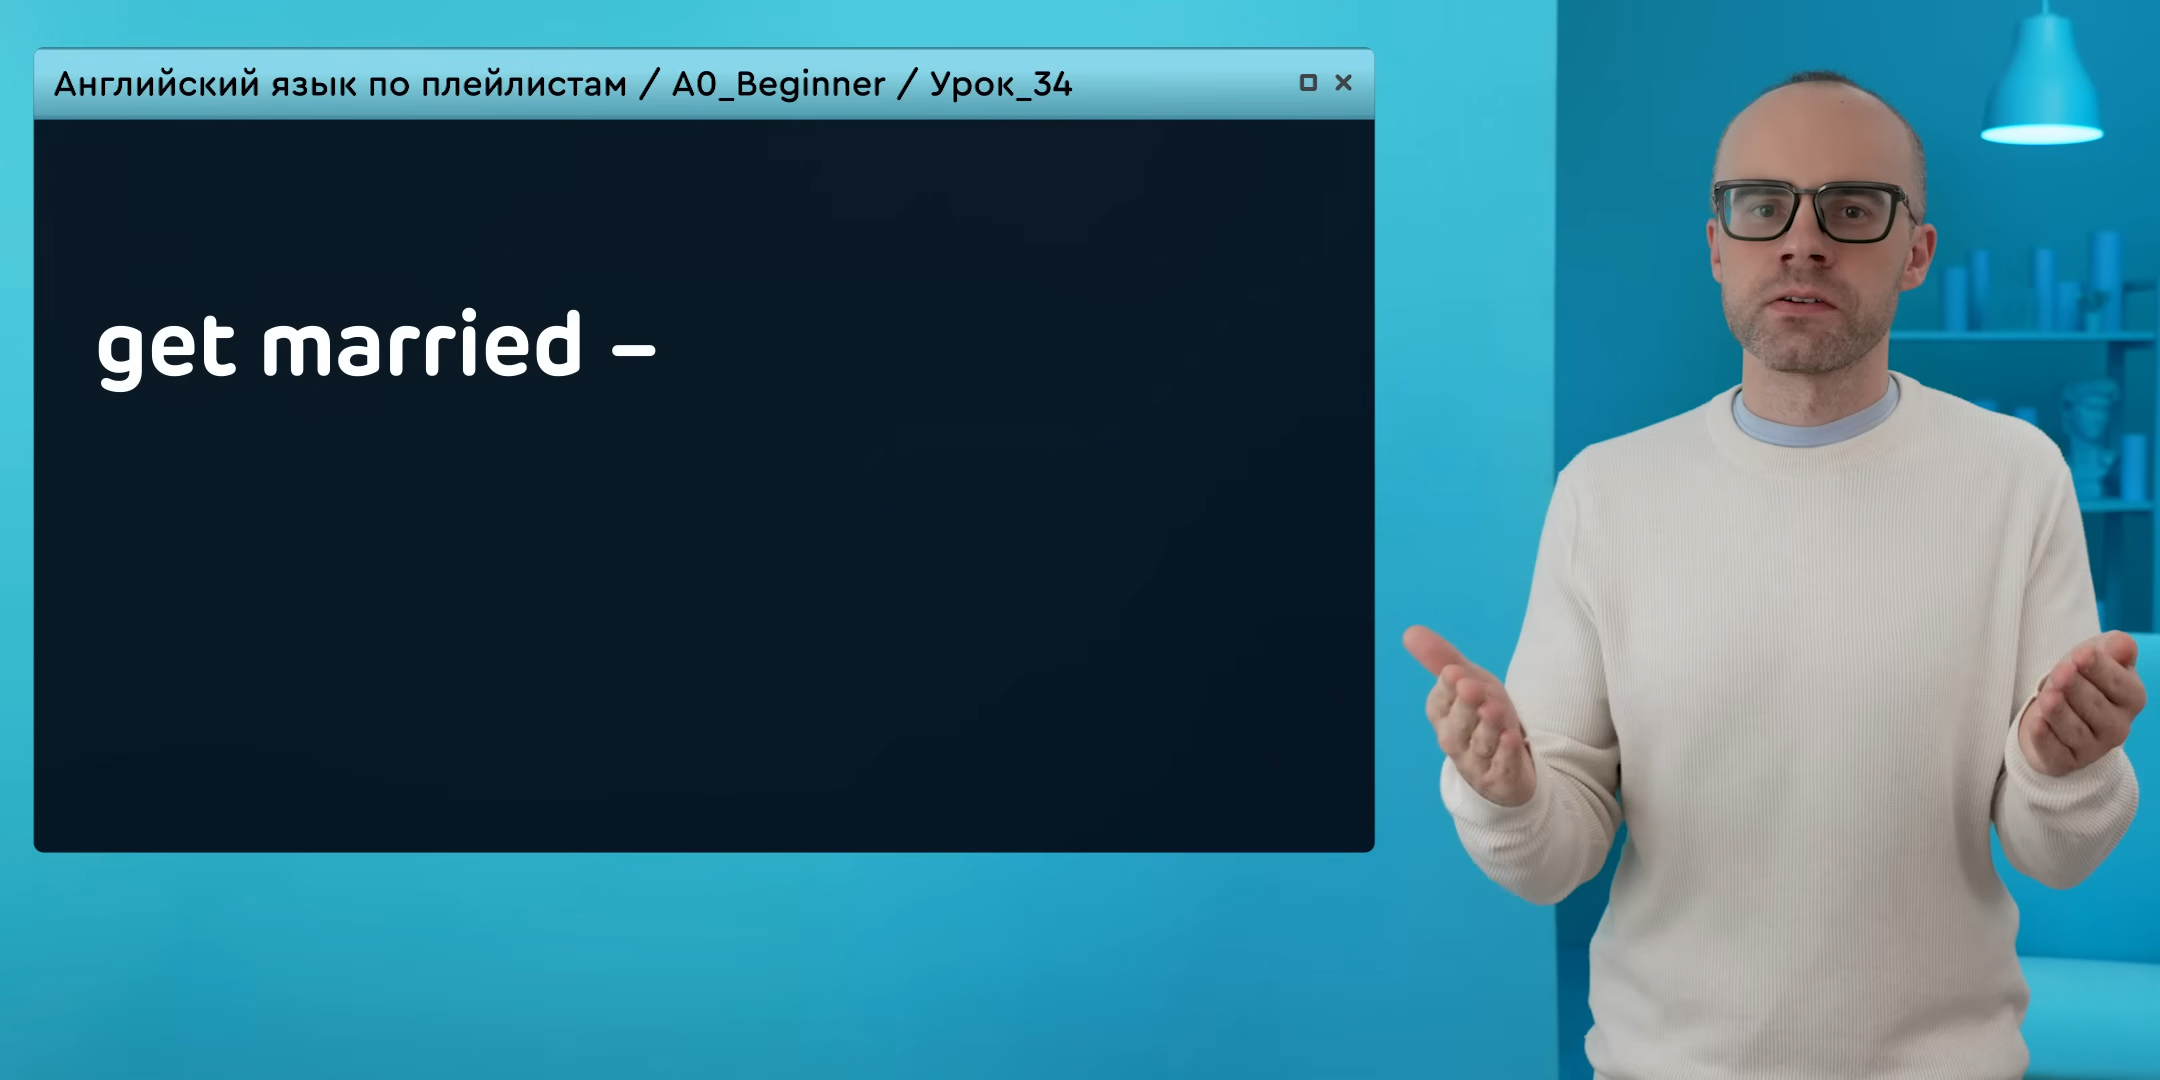 Английский язык по плейлистам / A0_Beginner / Урок_34
get married –